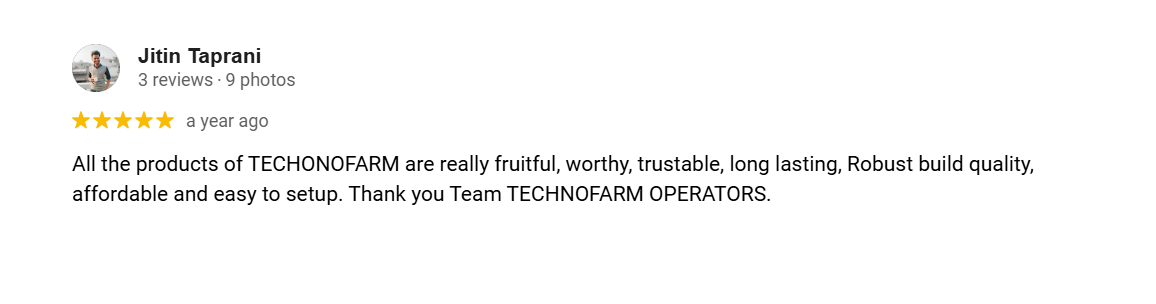 Jitin Taprani
3 reviews · 9 photos
a year ago
All the products of TECHONOFARM are really fruitful, worthy, trustable, long lasting, Robust build quality,
affordable and easy to setup. Thank you Team TECHNOFARM OPERATORS.